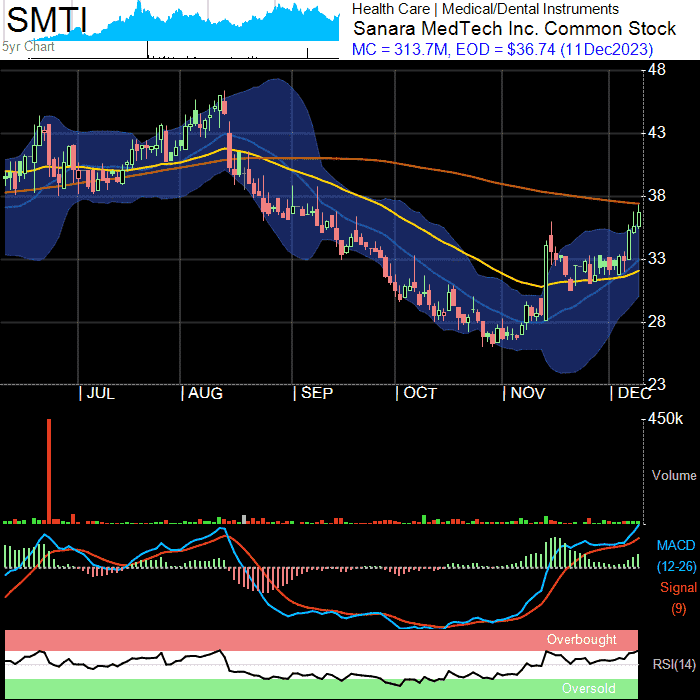 SMTI
5yr Chart
Health Care | Medical/Dental Instruments
Sanara MedTech Inc. Common Stock
MC = 313.7M, EOD = $36.74 (11Dec2023)
48
43
38
33
28
23
| JUL | AUG | SEP | OCT | NOV | DEC
450k
Volume
MACD
(12-26)
Signal
(9)
Overbought
RSI(14)
Oversold